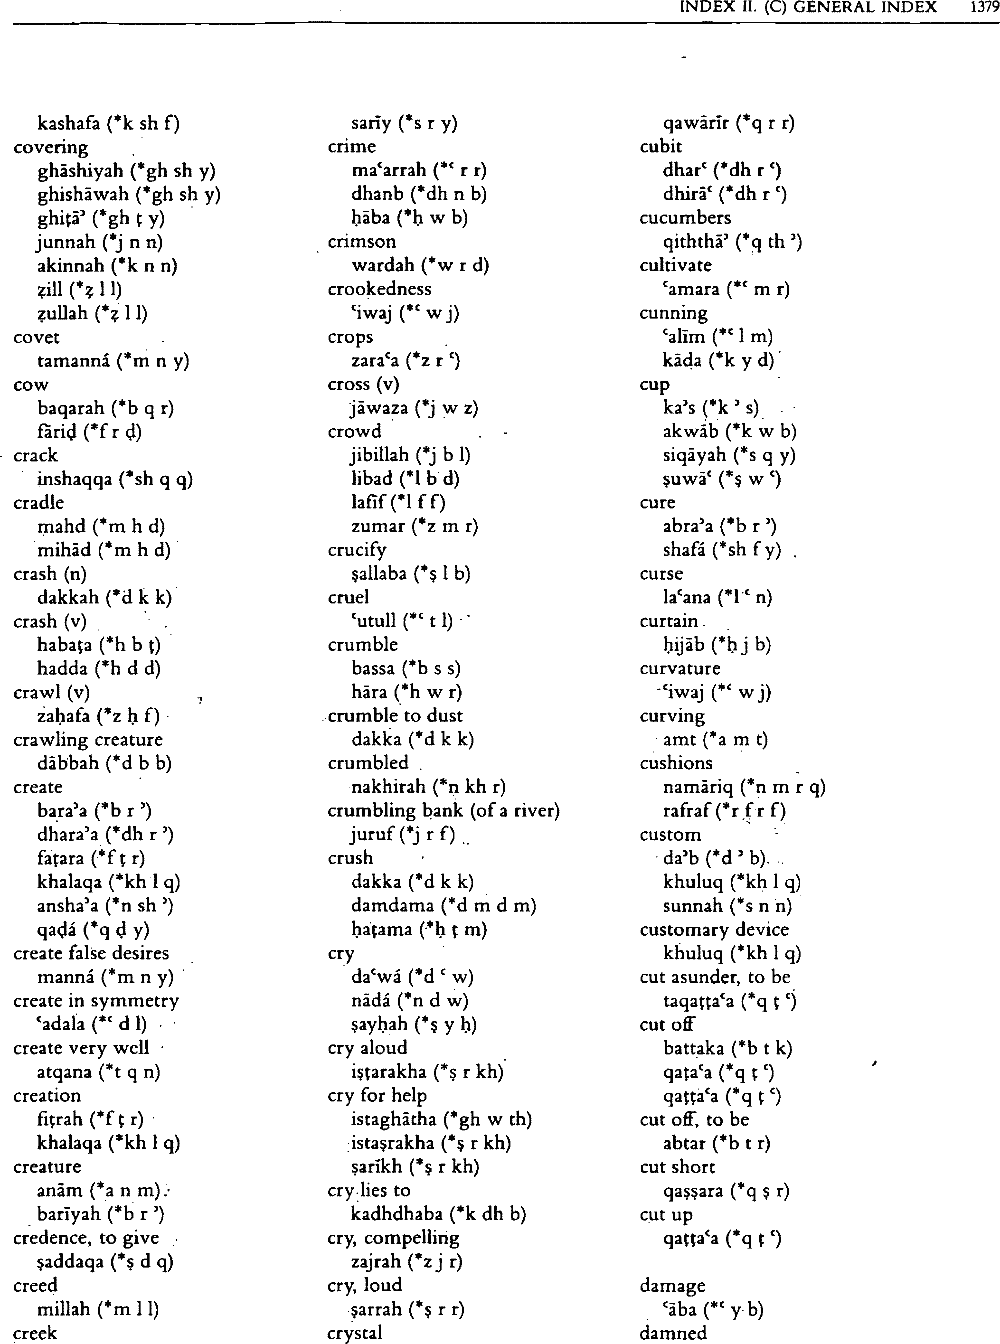 INDEX II. (C) GENERAL INDEX 1379
kashafa (*k sh f)
covering
ghāshiyah (*gh sh y)
ghishāwah (*gh sh y)
ghiṭāʾ (*gh ṭ y)
junnah (*j n n)
akinnah (*k n n)
ẓill (*ẓ l l)
ẓullah (*ẓ l l)
covet
tamanná (*m n y)
cow
baqarah (*b q r)
fāriḍ (*f r ḍ)
crack
inshaqqa (*sh q q)
cradle
mahd (*m h d)
mihād (*m h d)
crash (n)
dakkah (*d k k)
crash (v)
habaṭa (*h b ṭ)
hadda (*h d d)
crawl (v)
zaḥafa (*z ḥ f)
crawling creature
dābbah (*d b b)
create
baraʾa (*b r ʾ)
dharaʾa (*dh r ʾ)
faṭara (*f ṭ r)
khalaqa (*kh l q)
anshaʾa (*n sh ʾ)
qaḍá (*q ḍ y)
create false desires
manná (*m n y)
create in symmetry
ʿadala (*ʿ d l)
create very well
atqana (*t q n)
creation
fiṭrah (*f ṭ r)
khalaqa (*kh l q)
creature
anām (*a n m)
barīyah (*b r ʾ)
credence, to give
ṣaddaqa (*ṣ d q)
creed
millah (*m l l)
creek
sarīy (*s r y)
crime
maʿarrah (*ʿ r r)
dhanb (*dh n b)
ḥāba (*ḥ w b)
crimson
wardah (*w r d)
crookedness
ʿiwaj (*ʿ w j)
crops
zaraʿa (*z r ʿ)
cross (v)
jāwaza (*j w z)
crowd
jibillah (*j b l)
libad (*l b d)
lafīf (*l f f)
zumar (*z m r)
crucify
ṣallaba (*ṣ l b)
cruel
ʿutull (*ʿ t l)
crumble
bassa (*b s s)
hāra (*h w r)
crumble to dust
dakka (*d k k)
crumbled
nakhirah (*n kh r)
crumbling bank (of a river)
juruf (*j r f)
crush
dakka (*d k k)
damdama (*d m d m)
ḥaṭama (*ḥ ṭ m)
cry
daʿwá (*d ʿ w)
nādá (*n d w)
ṣayḥah (*ṣ y ḥ)
cry aloud
iṣṭarakha (*ṣ r kh)
cry for help
istaghātha (*gh w th)
istaṣrakha (*ṣ r kh)
ṣarīkh (*ṣ r kh)
cry lies to
kadhdhaba (*k dh b)
cry, compelling
zajrah (*z j r)
cry, loud
ṣarrah (*ṣ r r)
crystal
qawārīr (*q r r)
cubit
dharʿ (*dh r ʿ)
dhirāʿ (*dh r ʿ)
cucumbers
qiththāʾ (*q th ʾ)
cultivate
ʿamara (*ʿ m r)
cunning
ʿalīm (*ʿ l m)
kāda (*k y d)
cup
kaʾs (*k ʾ s)
akwāb (*k w b)
siqāyah (*s q y)
ṣuwāʿ (*ṣ w ʿ)
cure
abraʾa (*b r ʾ)
shafá (*sh f y)
curse
laʿana (*l ʿ n)
curtain
ḥijāb (*ḥ j b)
curvature
ʿiwaj (*ʿ w j)
curving
amt (*a m t)
cushions
namāriq (*n m r q)
rafraf (*r f r f)
custom
daʾb (*d ʾ b)
khuluq (*kh l q)
sunnah (*s n n)
customary device
khuluq (*kh l q)
cut asunder, to be
taqaṭṭaʿa (*q ṭ ʿ)
cut off
battaka (*b t k)
qaṭaʿa (*q ṭ ʿ)
qaṭṭaʿa (*q ṭ ʿ)
cut off, to be
abtar (*b t r)
cut short
qaṣṣara (*q ṣ r)
cut up
qaṭṭaʿa (*q ṭ ʿ)
damage
ʿāba (*ʿ y b)
damned